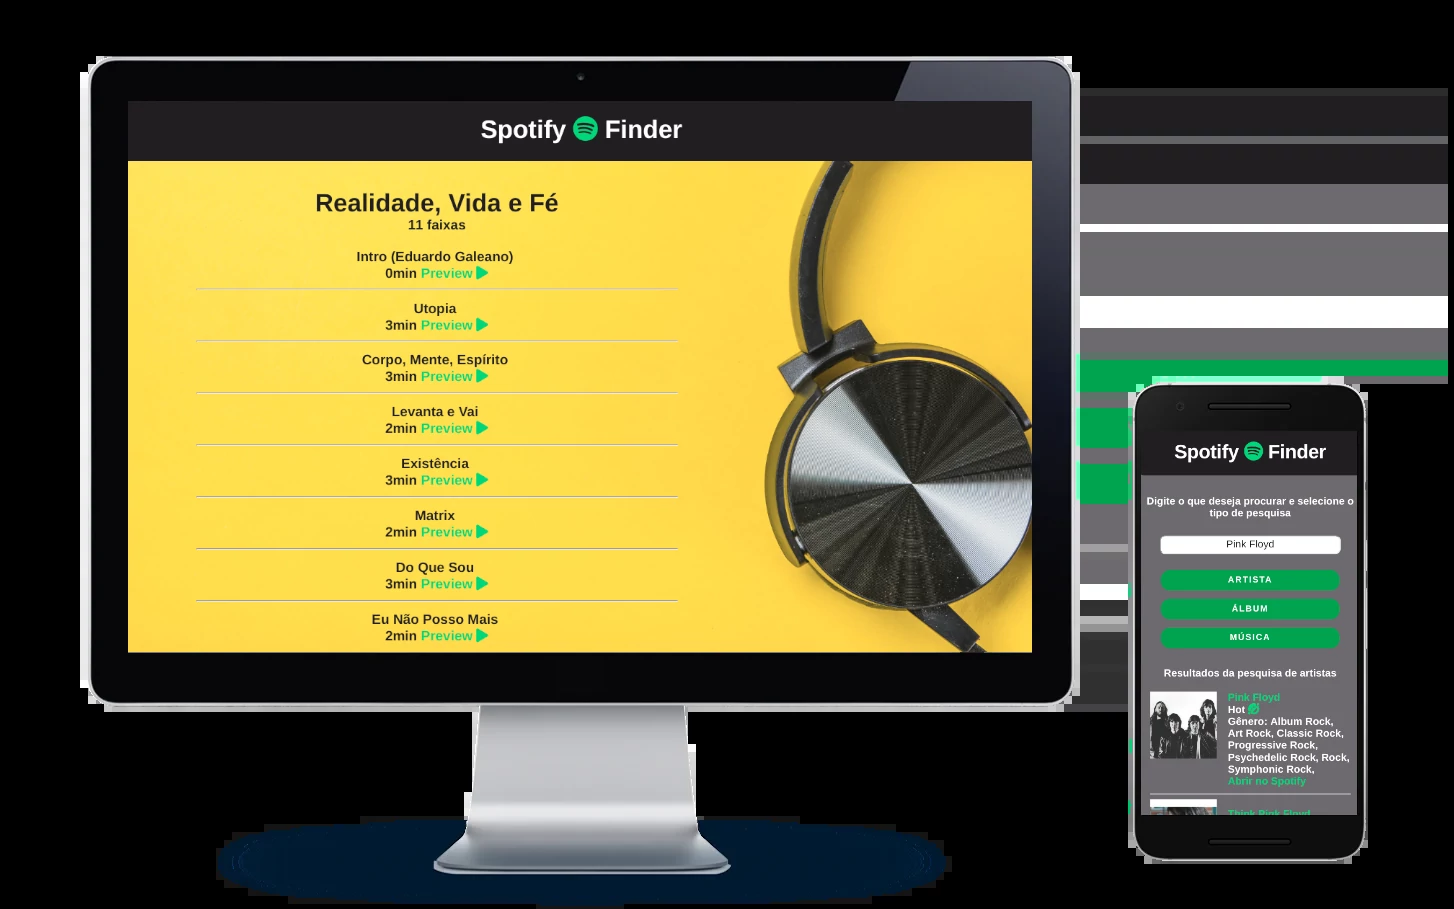 Spotify Finder
Realidade, Vida e Fé
11 faixas
Intro (Eduardo Galeano)
0min Preview
Utopia
3min Preview
Corpo, Mente, Espírito
3min Preview
Levanta e Vai
2min Preview
Existência
3min Preview
Matrix
2min Preview
Do Que Sou
3min Preview
Eu Não Posso Mais
2min Preview
Spotify Finder
Digite o que deseja procurar e selecione o
tipo de pesquisa
Pink Floyd
ARTISTA
ÁLBUM
MÚSICA
Resultados da pesquisa de artistas
Pink Floyd
Hot
Gênero: Album Rock,
Art Rock, Classic Rock,
Progressive Rock,
Psychedelic Rock, Rock,
Symphonic Rock,
Abrir no Spotify
Think Pink Floyd